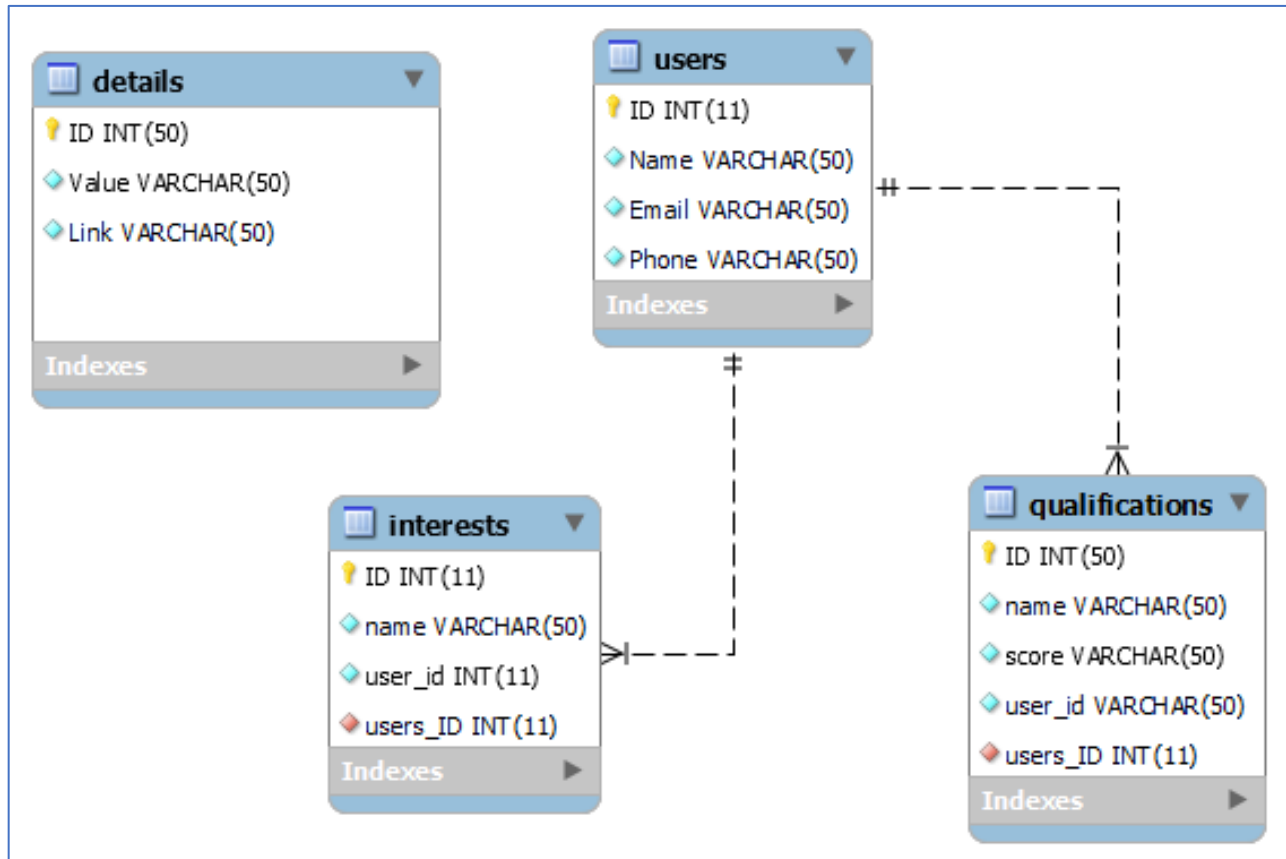 details
ID INT(50)
Value VARCHAR(50)
Link VARCHAR(50)
Indexes
users
ID INT(11)
Name VARCHAR(50)
Email VARCHAR(50)
Phone VARCHAR(50)
Indexes
interests
ID INT(11)
name VARCHAR(50)
user_id INT(11)
users_ID INT(11)
Indexes
qualifications
ID INT(50)
name VARCHAR(50)
score VARCHAR(50)
user_id VARCHAR(50)
users_ID INT(11)
Indexes